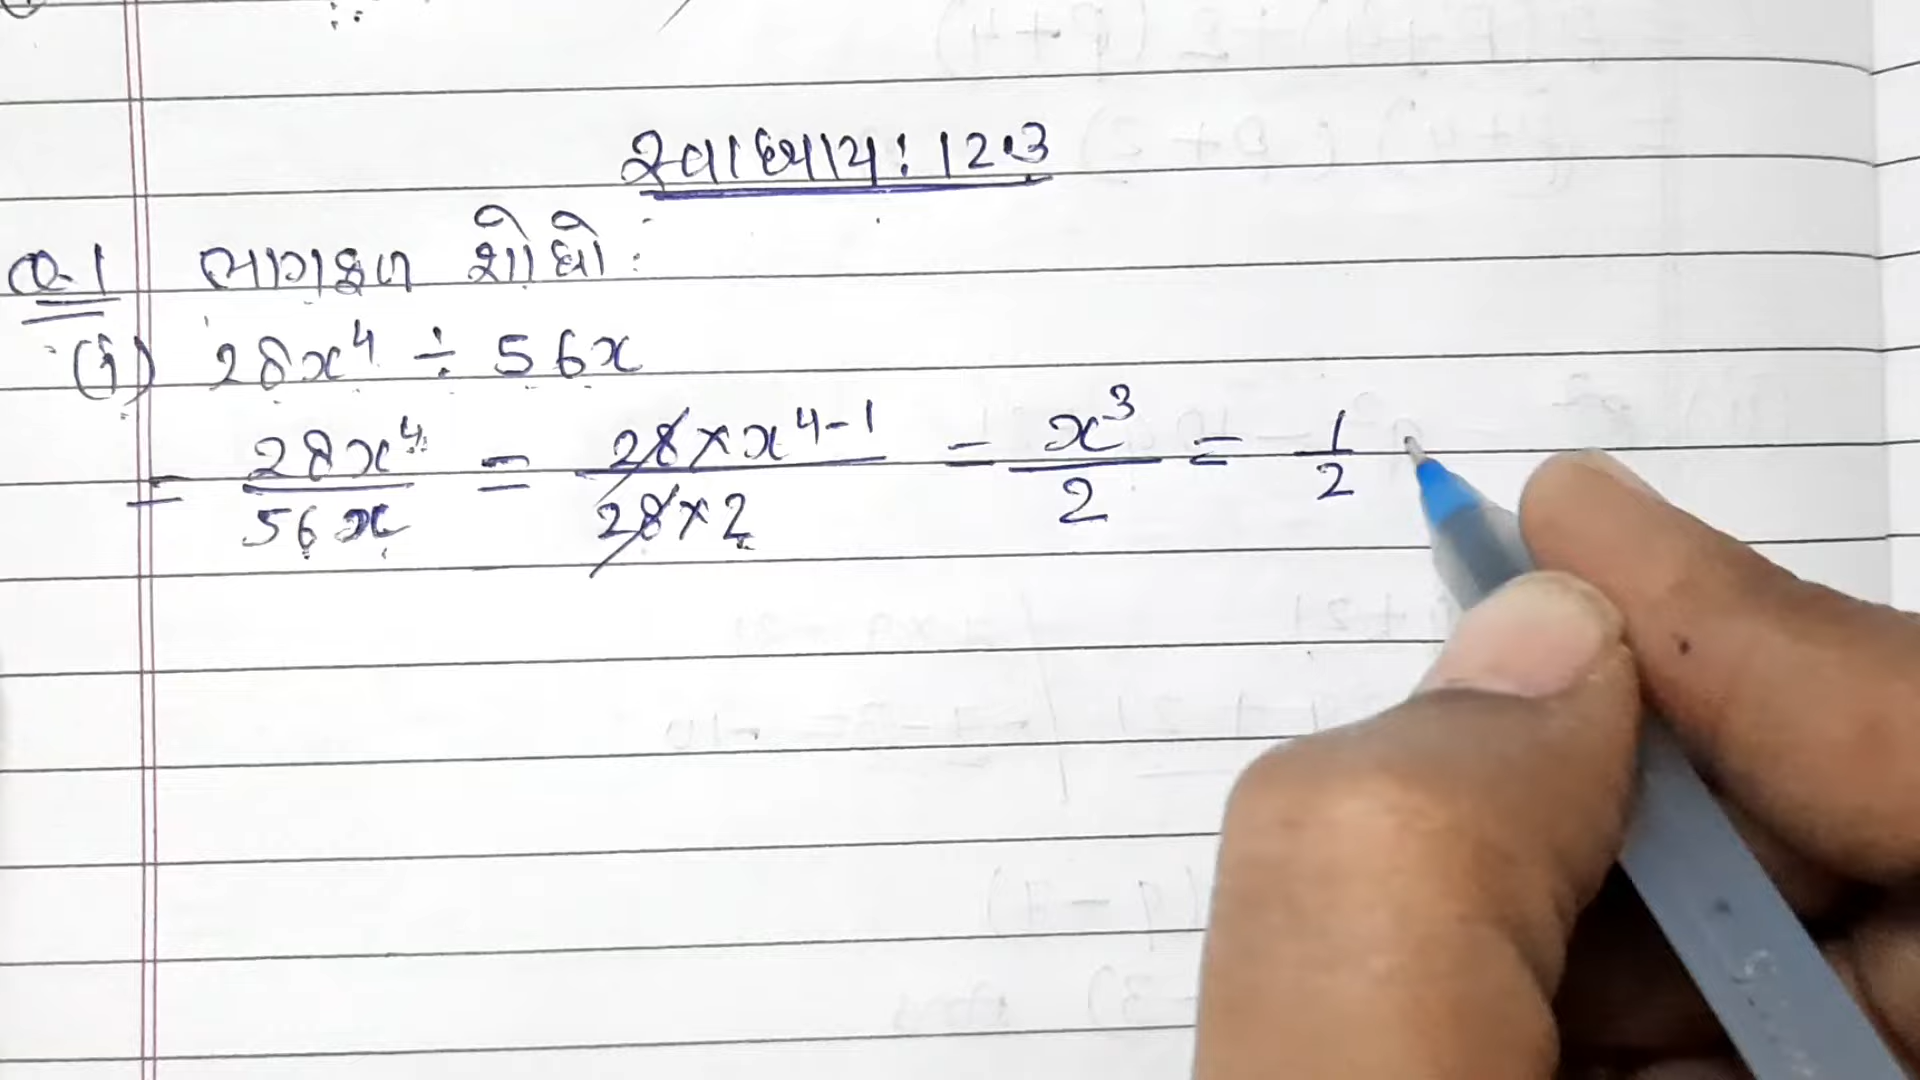 સ્વાધ્યાય : 12.3
Q-1 ભાગફળ શોધો :
(i) 28x⁴ ÷ 56x
= 28x⁴/56x = 28×x⁴⁻¹/28×2 = x³/2 = 1/2